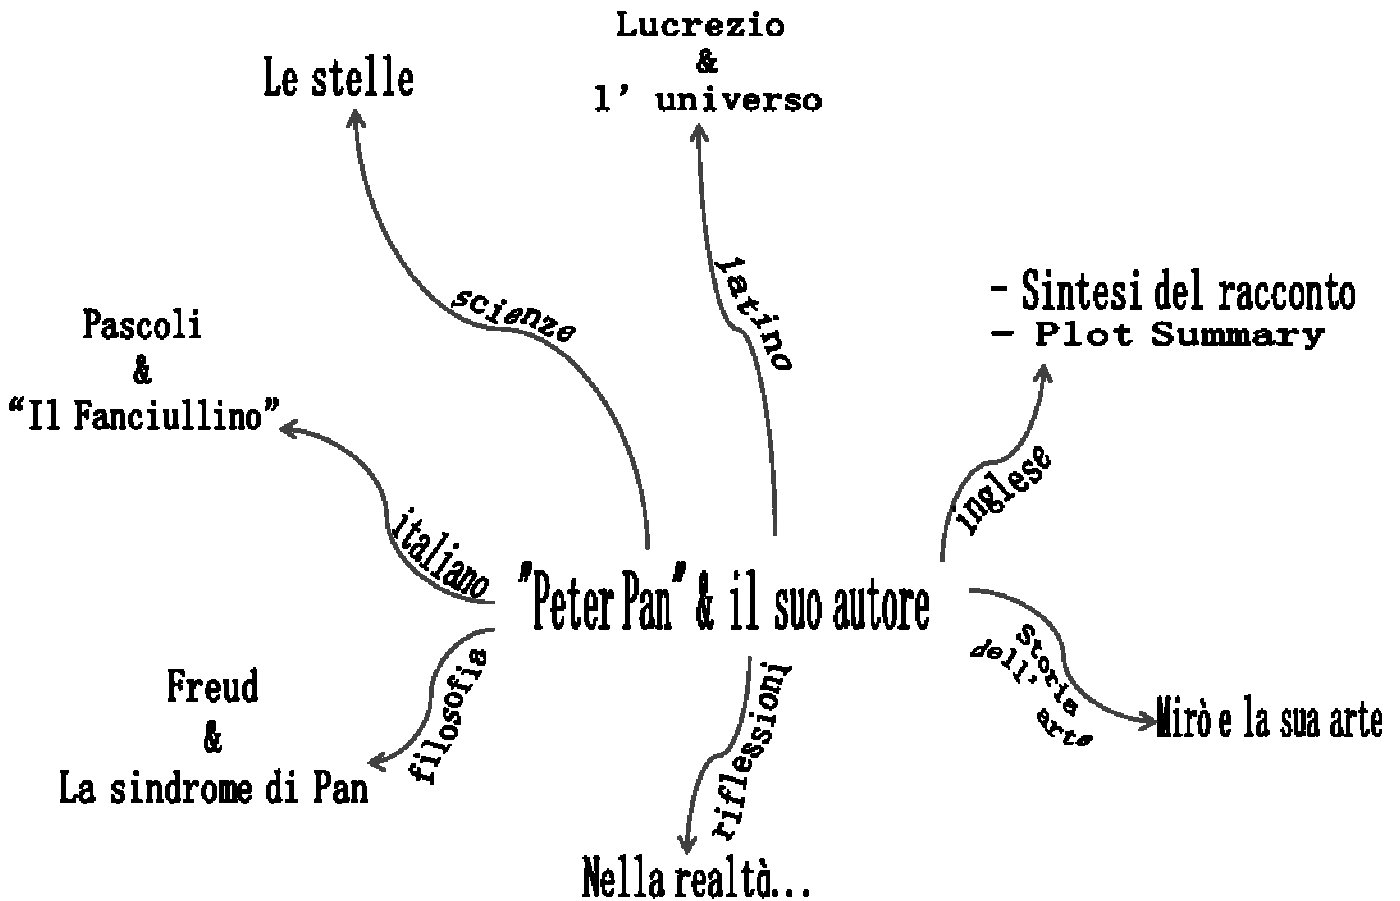 Lucrezio
&
l' universo
Le stelle
scienze
latino
- Sintesi del racconto
- Plot Summary
inglese
Pascoli
&
“Il Fanciullino”
italiano
"Peter Pan" & il suo autore
filosofia
Freud
&
La sindrome di Pan
riflessioni
Nella realtà...
Storia
dell' arte
Mirò e la sua arte